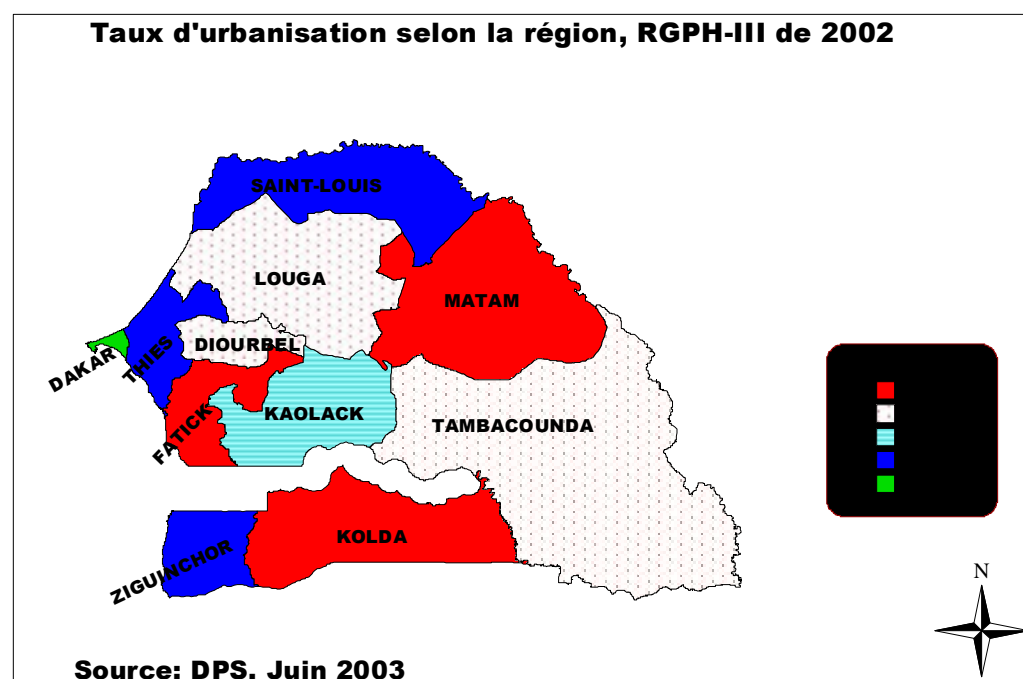 Taux d'urbanisation selon la région, RGPH-III de 2002
SAINT-LOUIS
LOUGA
MATAM
DIOURBEL
DAKAR
THIES
KAOLACK
FATICK
TAMBACOUNDA
KOLDA
ZIGUINCHOR
N
Source: DPS, Juin 2003